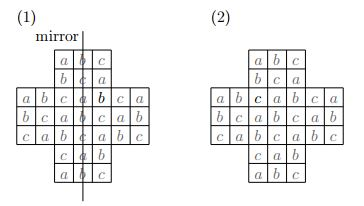 (1) (2)
mirror
a b c a b c
b c a b c a
a b c a b c a a b c a b c a
b c a b c a b b c a b c a b
c a b c a b c c a b c a b c
c a b c a b
a b c a b c